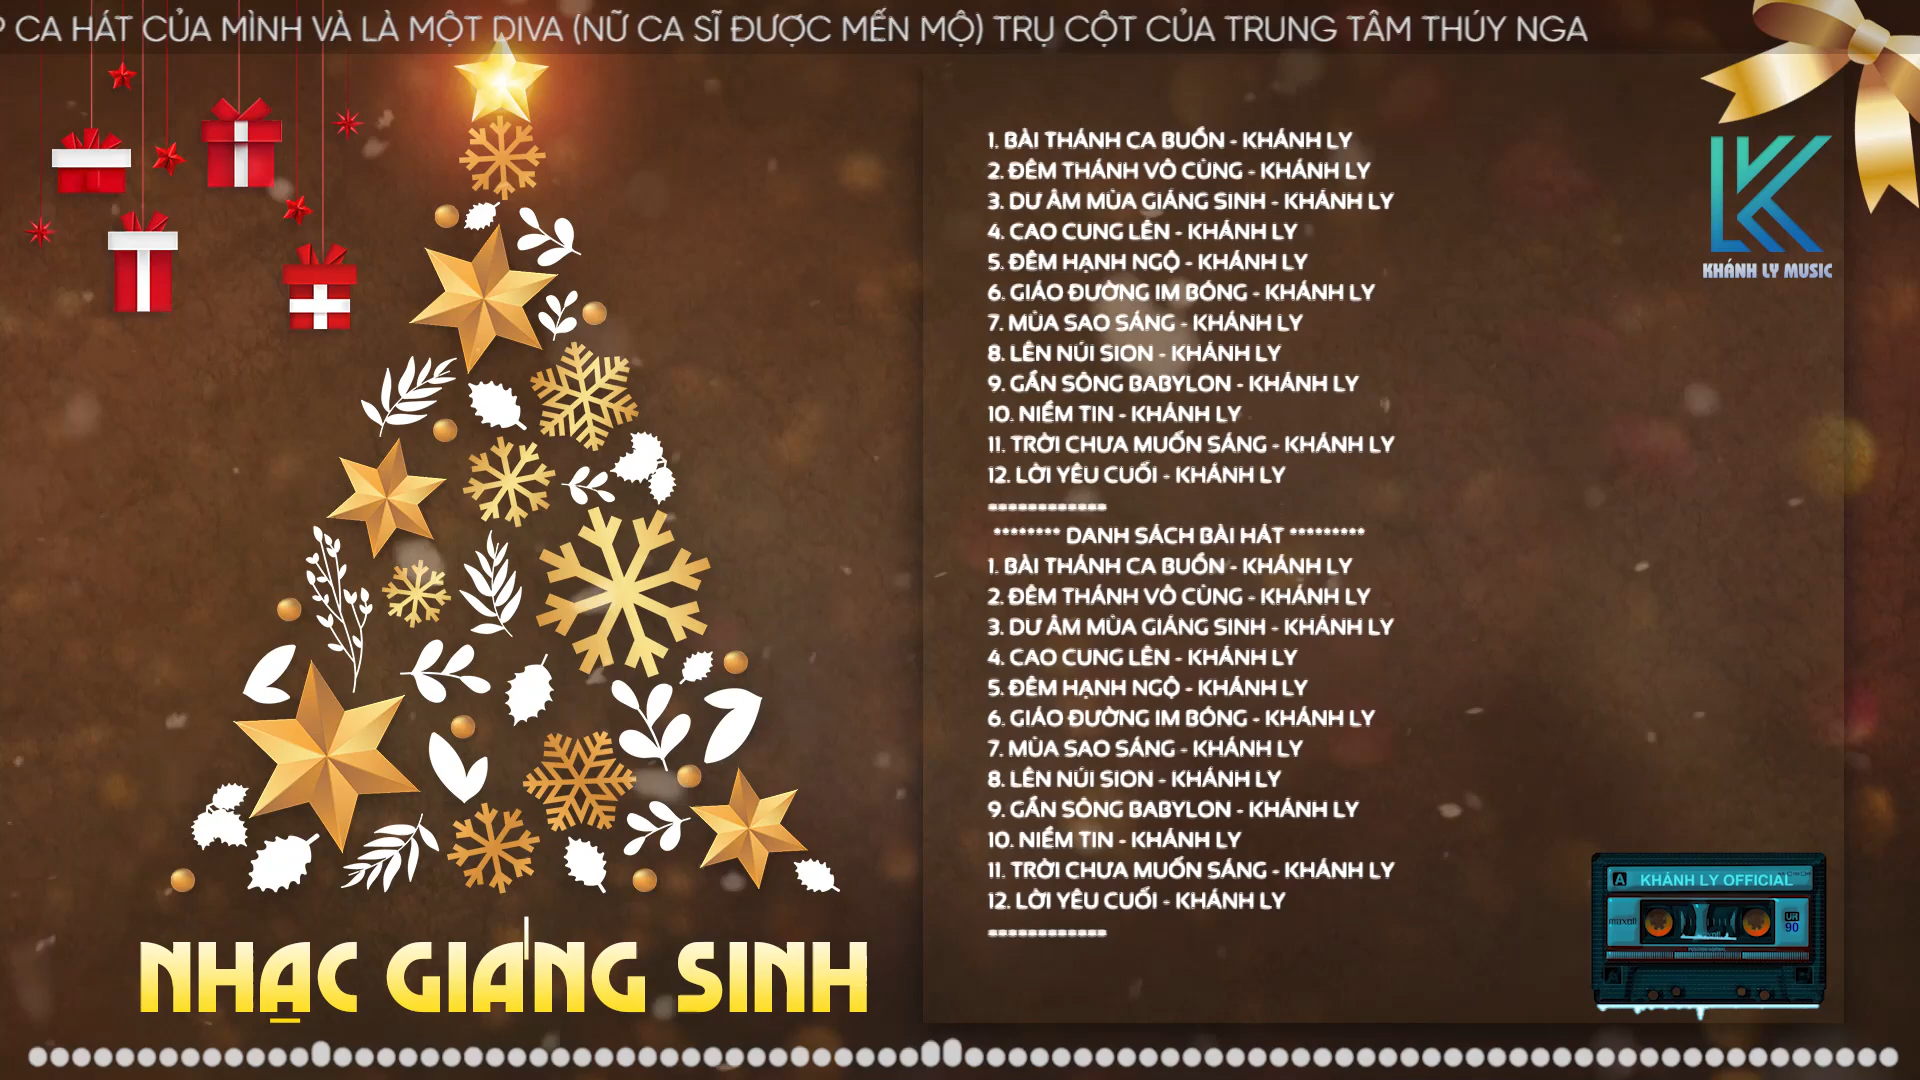 CA HÁT CỦA MÌNH VÀ LÀ MỘT DIVA (NỮ CA SĨ ĐƯỢC MẾN MỘ) TRỤ CỘT CỦA TRUNG TÂM THÚY NGA
1. BÀI THÁNH CA BUỒN - KHÁNH LY
2. ĐÊM THÁNH VÔ CÙNG - KHÁNH LY
3. DƯ ÂM MÙA GIÁNG SINH - KHÁNH LY
4. CAO CUNG LÊN - KHÁNH LY
5. ĐÊM HẠNH NGỘ - KHÁNH LY
6. GIÁO ĐƯỜNG IM BÓNG - KHÁNH LY
7. MÙA SAO SÁNG - KHÁNH LY
8. LÊN NÚI SION - KHÁNH LY
9. GẦN SÔNG BABYLON - KHÁNH LY
10. NIỀM TIN - KHÁNH LY
11. TRỜI CHƯA MUỐN SÁNG - KHÁNH LY
12. LỜI YÊU CUỐI - KHÁNH LY
============
******** DANH SÁCH BÀI HÁT *********
1. BÀI THÁNH CA BUỒN - KHÁNH LY
2. ĐÊM THÁNH VÔ CÙNG - KHÁNH LY
3. DƯ ÂM MÙA GIÁNG SINH - KHÁNH LY
4. CAO CUNG LÊN - KHÁNH LY
5. ĐÊM HẠNH NGỘ - KHÁNH LY
6. GIÁO ĐƯỜNG IM BÓNG - KHÁNH LY
7. MÙA SAO SÁNG - KHÁNH LY
8. LÊN NÚI SION - KHÁNH LY
9. GẦN SÔNG BABYLON - KHÁNH LY
10. NIỀM TIN - KHÁNH LY
11. TRỜI CHƯA MUỐN SÁNG - KHÁNH LY
12. LỜI YÊU CUỐI - KHÁNH LY
============
KHÁNH LY MUSIC
A KHÁNH LY OFFICIAL
maxell
UR
90
NHẠC GIÁNG SINH